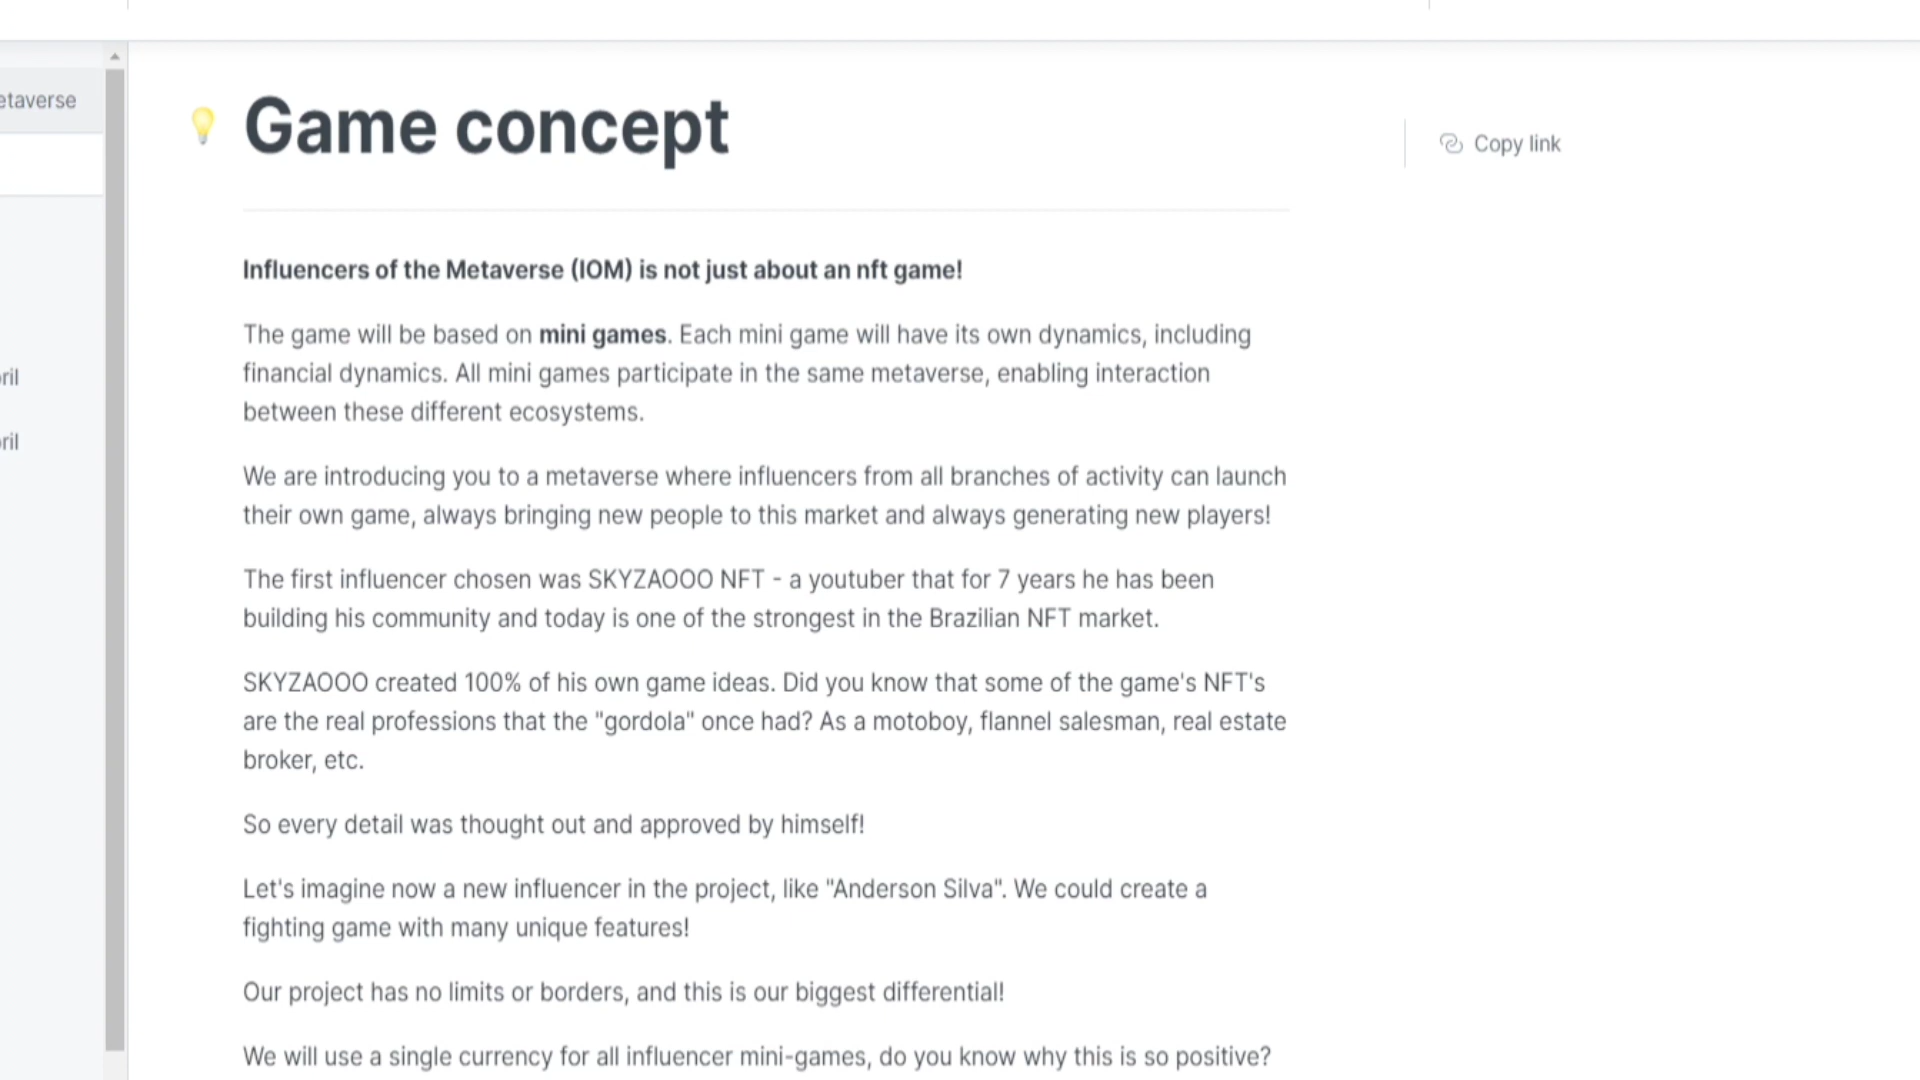 etaverse
Game concept
Copy link
Influencers of the Metaverse (IOM) is not just about an nft game!
The game will be based on mini games. Each mini game will have its own dynamics, including
financial dynamics. All mini games participate in the same metaverse, enabling interaction
between these different ecosystems.
ril
ril
We are introducing you to a metaverse where influencers from all branches of activity can launch
their own game, always bringing new people to this market and always generating new players!
The first influencer chosen was SKYZAOOO NFT - a youtuber that for 7 years he has been
building his community and today is one of the strongest in the Brazilian NFT market.
SKYZAOOO created 100% of his own game ideas. Did you know that some of the game's NFT's
are the real professions that the "gordola" once had? As a motoboy, flannel salesman, real estate
broker, etc.
So every detail was thought out and approved by himself!
Let's imagine now a new influencer in the project, like "Anderson Silva". We could create a
fighting game with many unique features!
Our project has no limits or borders, and this is our biggest differential!
We will use a single currency for all influencer mini-games, do you know why this is so positive?